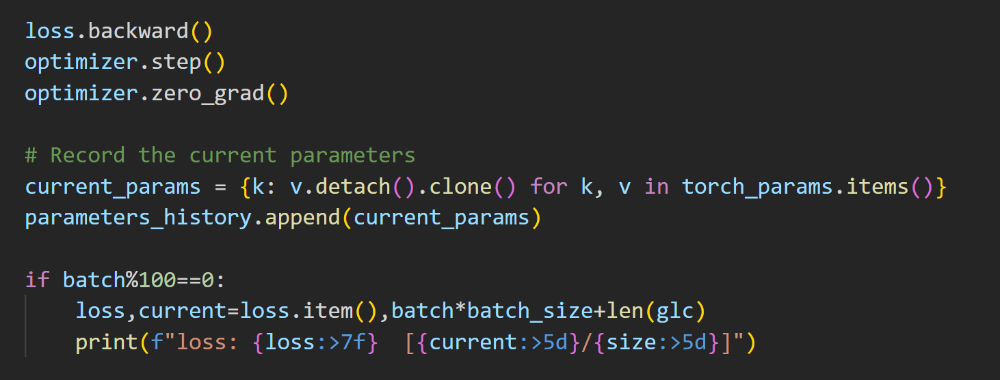 loss.backward()
optimizer.step()
optimizer.zero_grad()
# Record the current parameters
current_params = {k: v.detach().clone() for k, v in torch_params.items()}
parameters_history.append(current_params)
if batch%100==0:
    loss,current=loss.item(),batch*batch_size+len(glc)
    print(f"loss: {loss:>7f}  [{current:>5d}/{size:>5d}]")